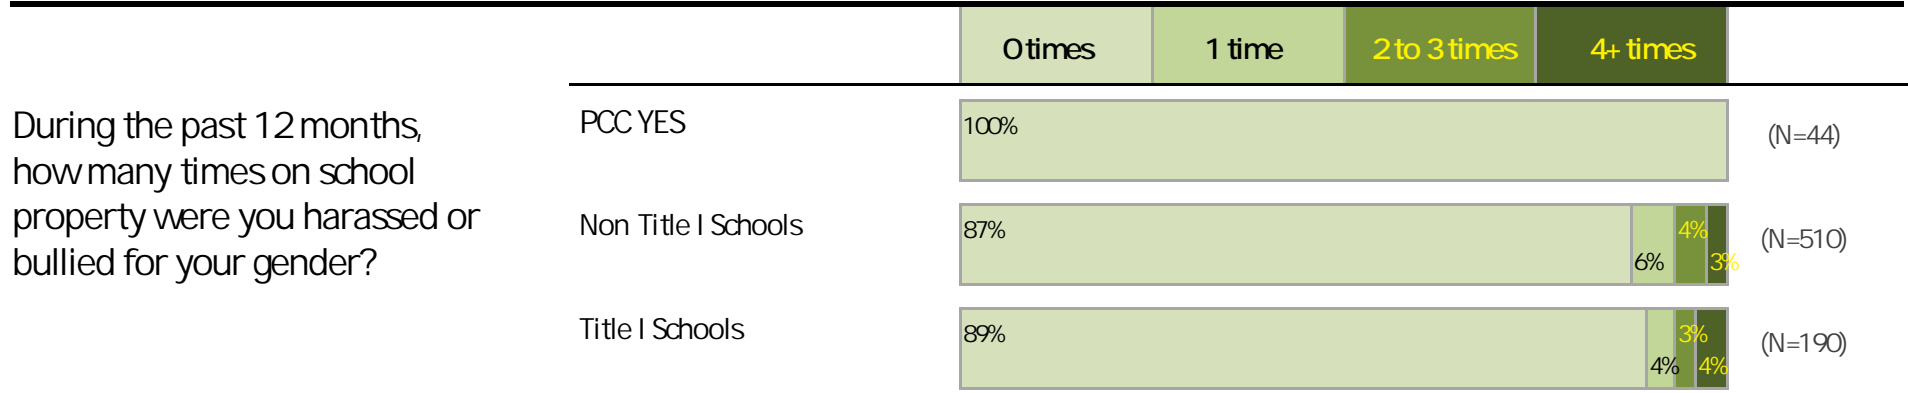 0 times 1 time 2 to 3 times 4+ times
During the past 12 months,
how many times on school
property were you harassed or
bullied for your gender?
PCC YES 100% (N=44)
Non Title I Schools 87% 6% 4% 3% (N=510)
Title I Schools 89% 4% 3% 4% (N=190)